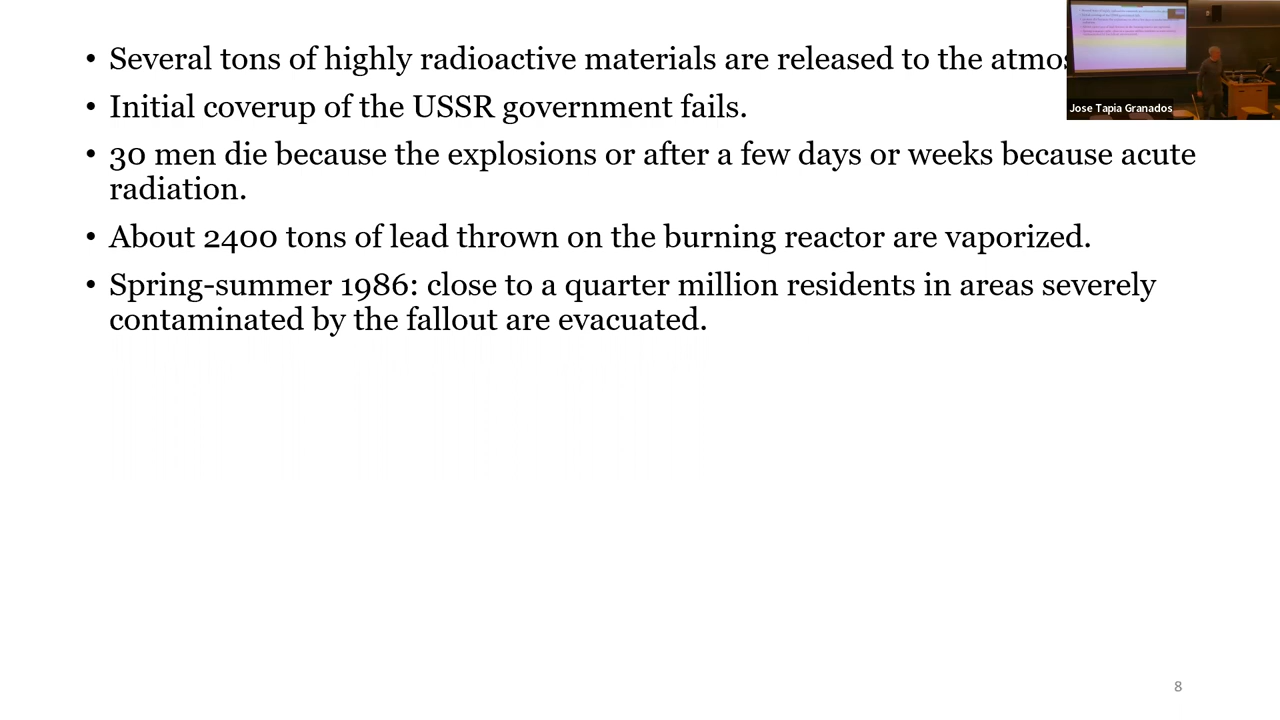 • Several tons of highly radioactive materials are released to the
• Initial coverup of the USSR government fails.
• 30 men die because the explosions or after a few days or weeks because acute
radiation.
• About 2400 tons of lead thrown on the burning reactor are vaporized.
• Spring-summer 1986: close to a quarter million residents in areas severely
contaminated by the fallout are evacuated.
Jose Tapia Granados
8